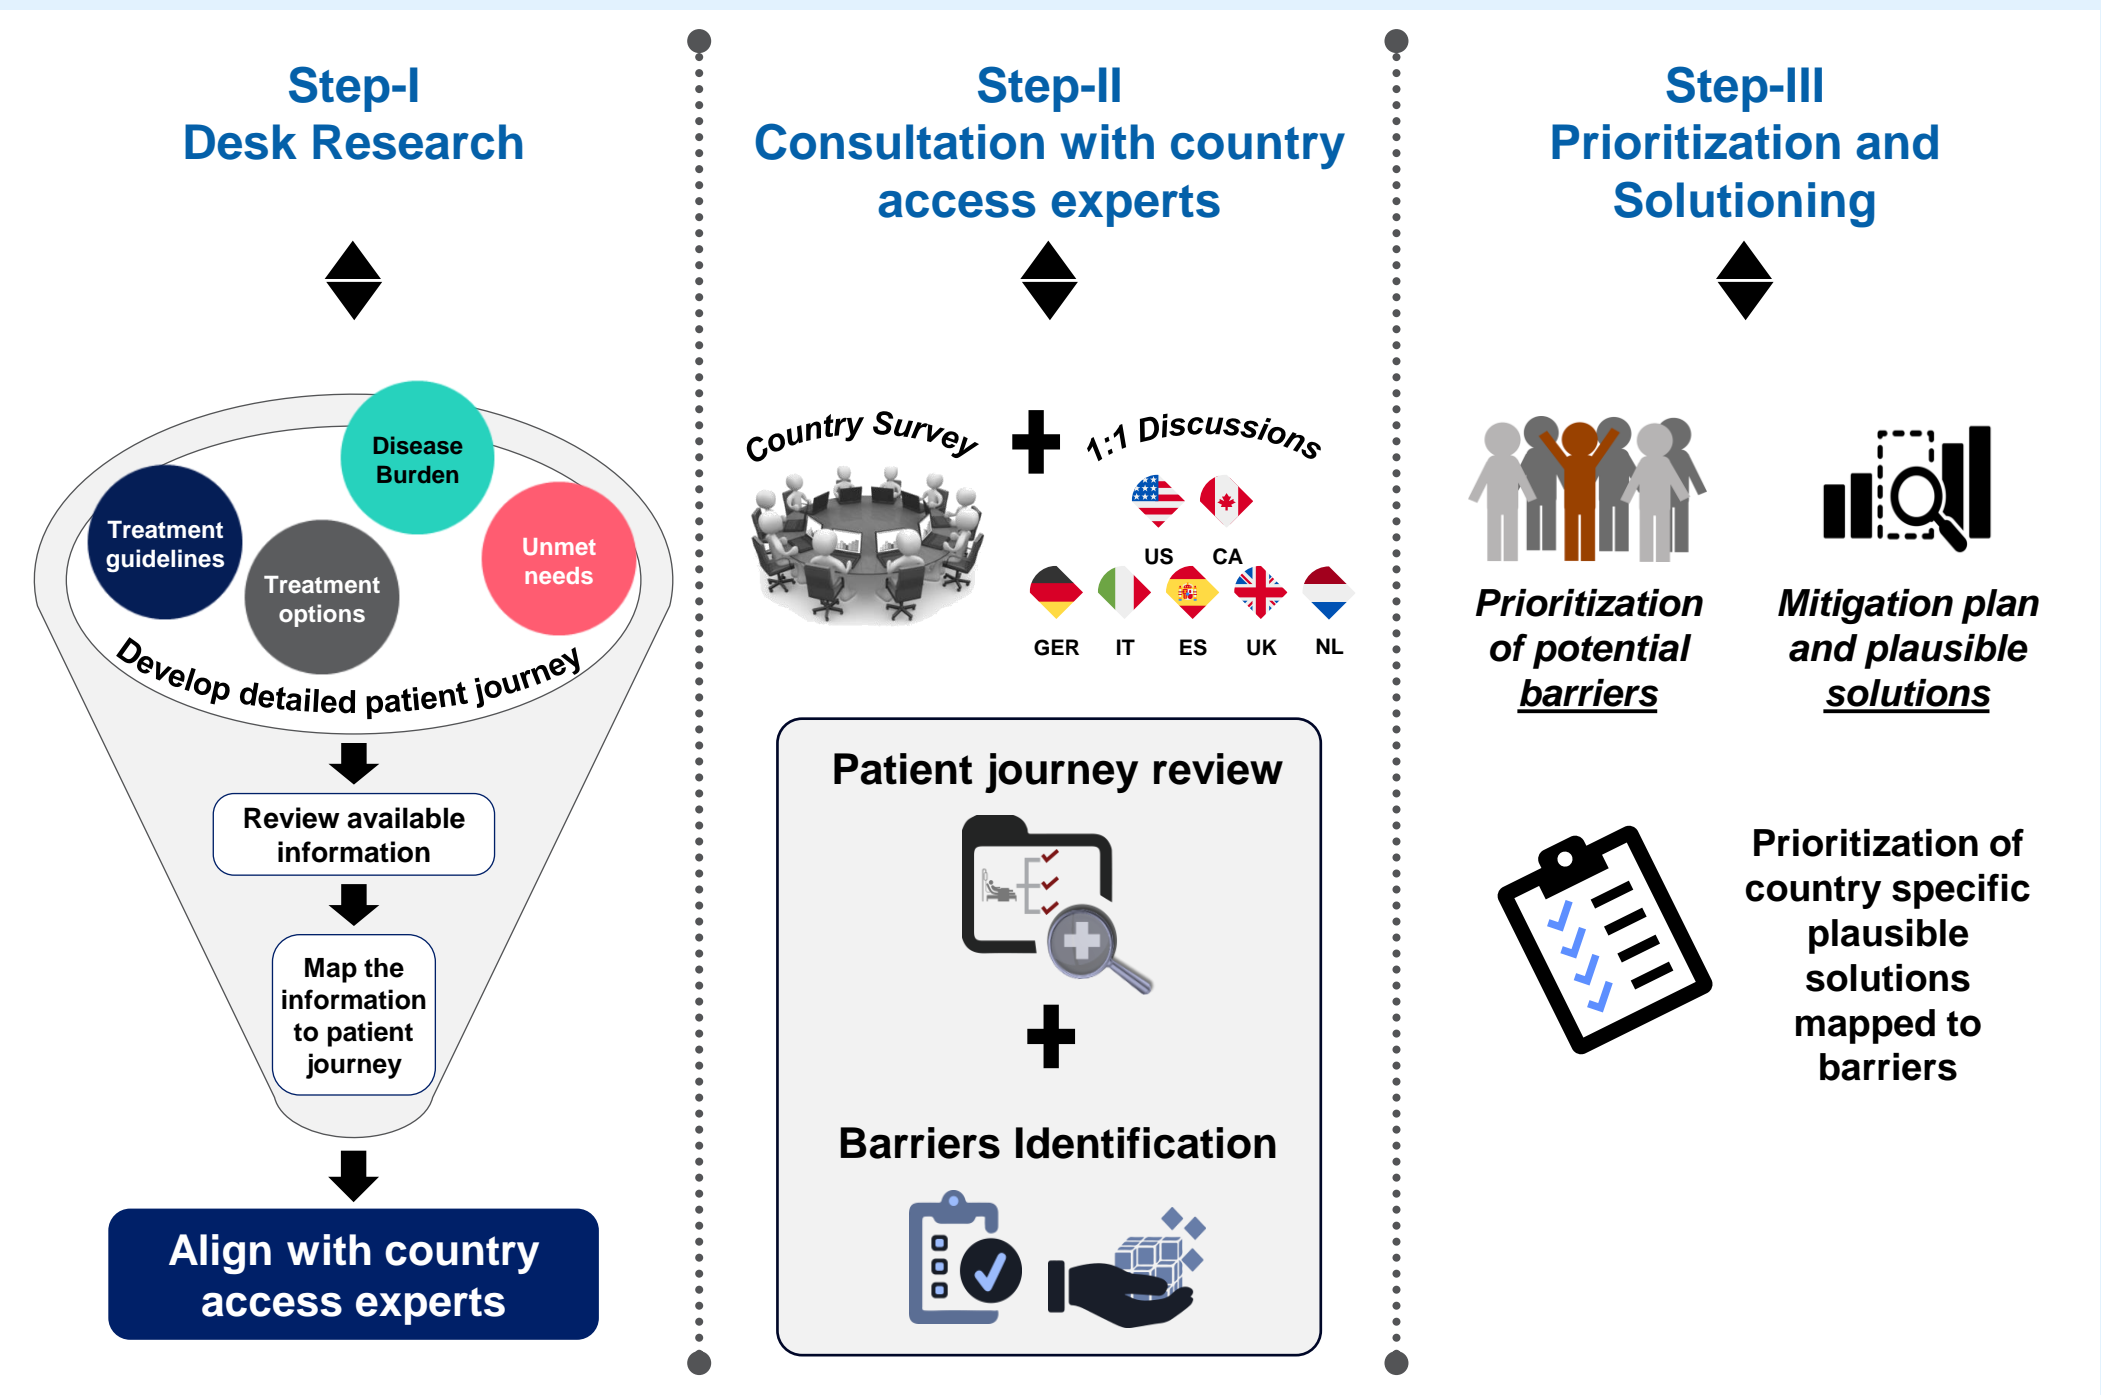 Step-I
Desk Research
Disease
Burden
Treatment
guidelines
Treatment
options
Unmet
needs
Develop detailed patient journey
Review available
information
Map the
information
to patient
journey
Align with country
access experts
Step-II
Consultation with country
access experts
Country Survey
1:1 Discussions
US
CA
GER
IT
ES
UK
NL
Patient journey review
Barriers Identification
Step-III
Prioritization and
Solutioning
Prioritization
of potential
barriers
Mitigation plan
and plausible
solutions
Prioritization of
country specific
plausible
solutions
mapped to
barriers